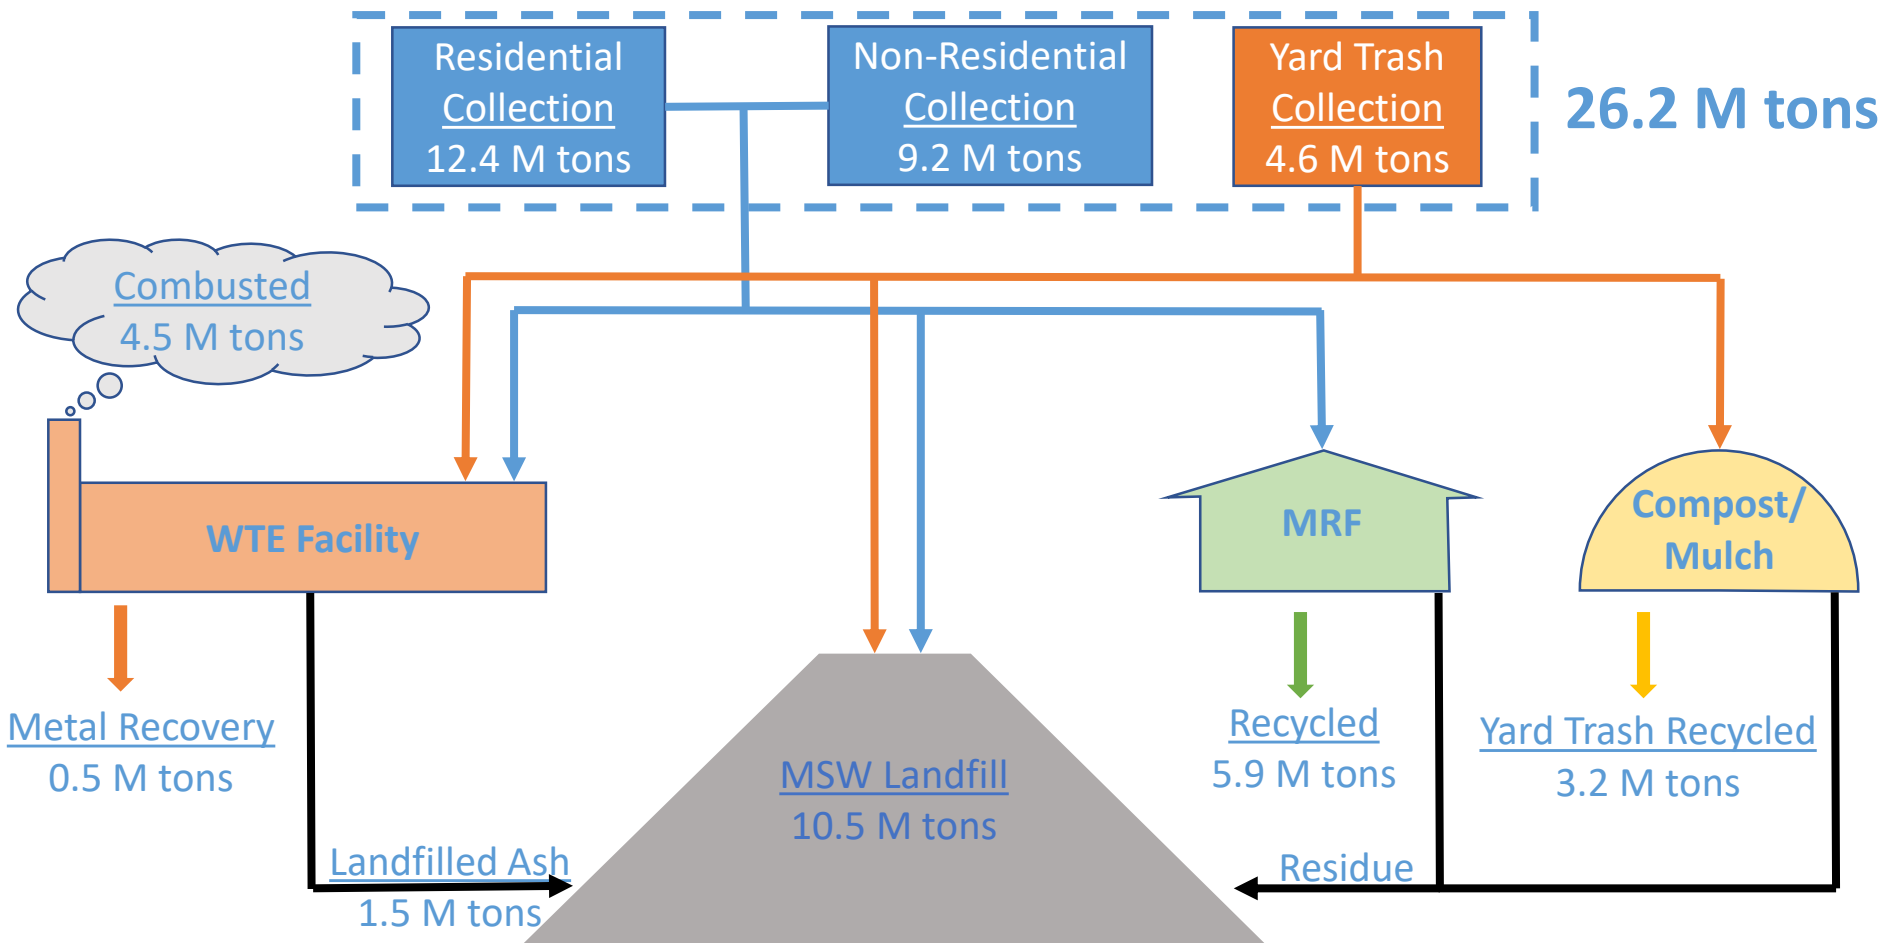 Residential
Collection
12.4 M tons
Non-Residential
Collection
9.2 M tons
Yard Trash
Collection
4.6 M tons
26.2 M tons
Combusted
4.5 M tons
WTE Facility
MRF
Compost/
Mulch
Metal Recovery
0.5 M tons
MSW Landfill
10.5 M tons
Recycled
5.9 M tons
Yard Trash Recycled
3.2 M tons
Landfilled Ash
1.5 M tons
Residue